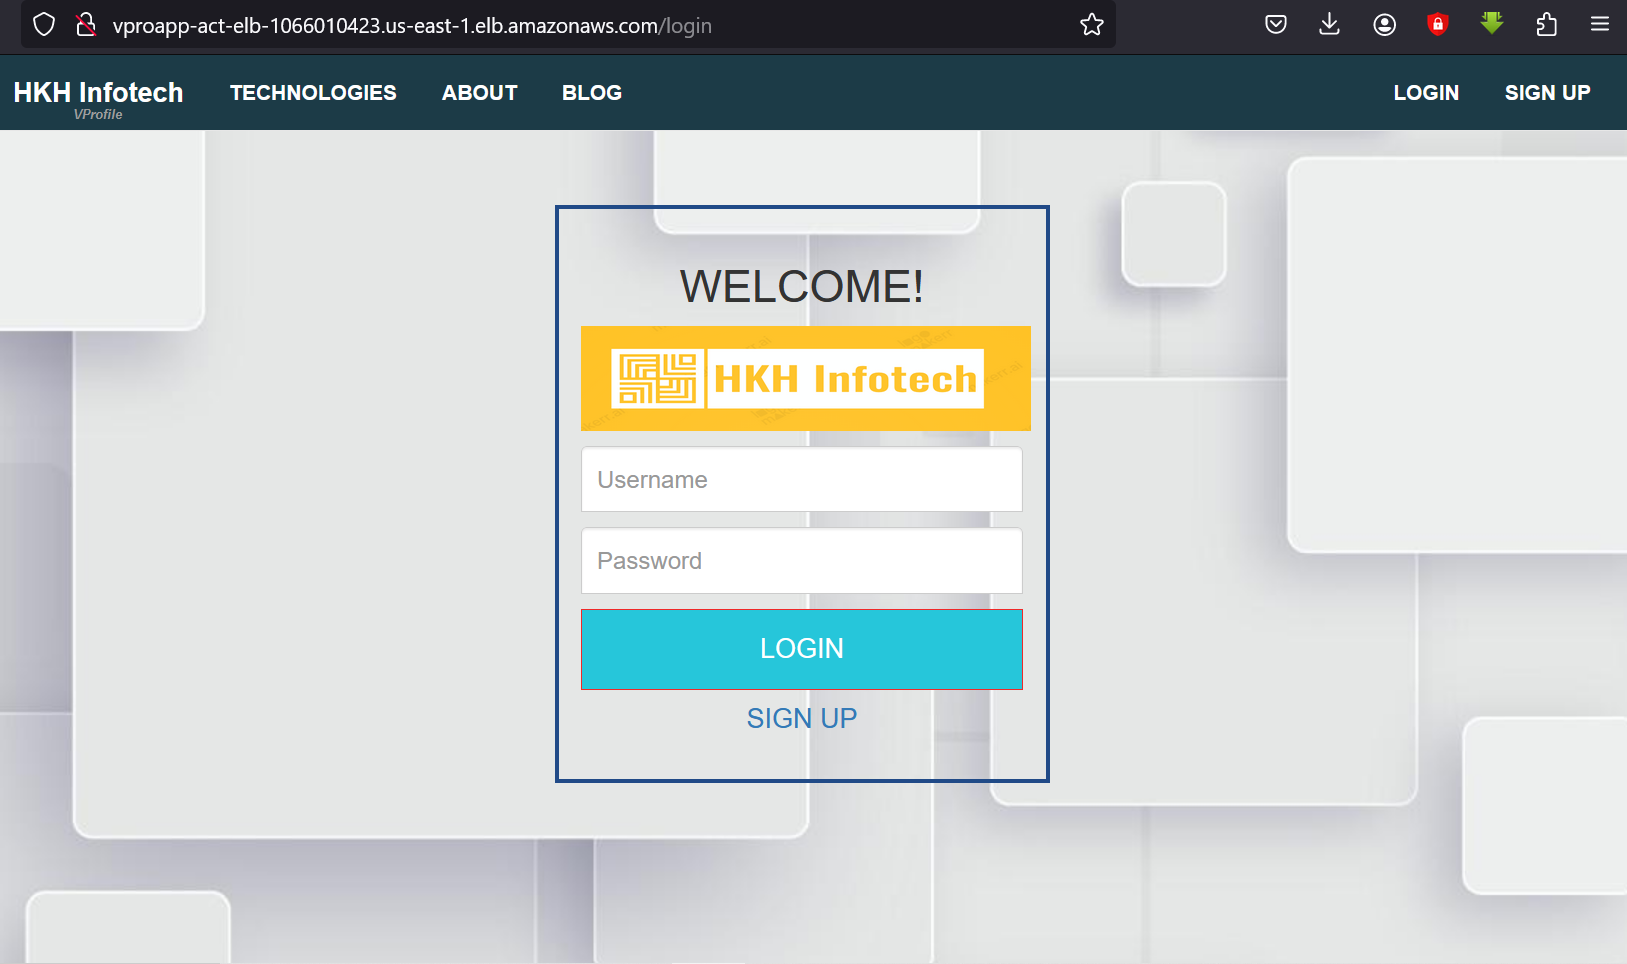 vproapp-act-elb-1066010423.us-east-1.elb.amazonaws.com/login
HKH Infotech TECHNOLOGIES ABOUT BLOG LOGIN SIGN UP
VProfile
WELCOME!
HKH Infotech
Username
Password
LOGIN
SIGN UP